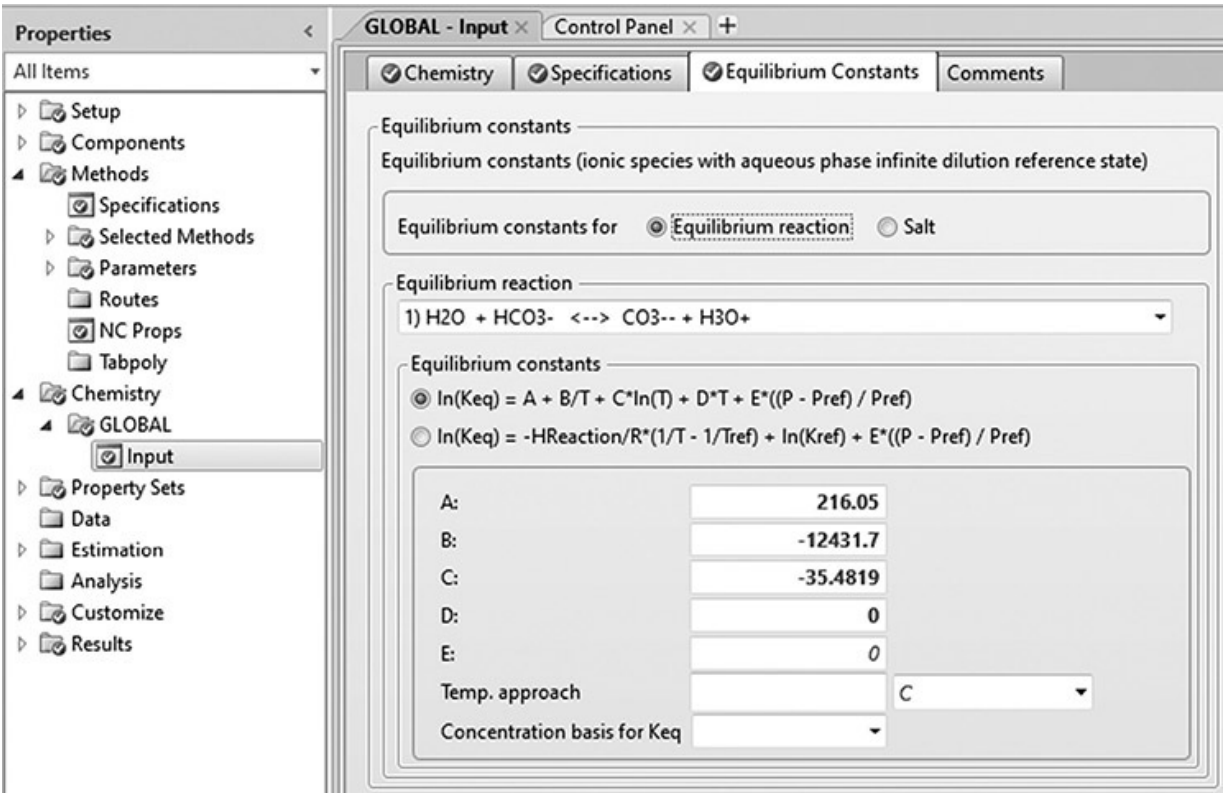 Properties <
All Items
Setup
Components
Methods
Specifications
Selected Methods
Parameters
Routes
NC Props
Tabpoly
Chemistry
GLOBAL
Input
Property Sets
Data
Estimation
Analysis
Customize
Results
GLOBAL - Input × Control Panel × +
Chemistry Specifications Equilibrium Constants Comments
Equilibrium constants
Equilibrium constants (ionic species with aqueous phase infinite dilution reference state)
Equilibrium constants for Equilibrium reaction Salt
Equilibrium reaction
1) H2O + HCO3- <--> CO3-- + H3O+
Equilibrium constants
ln(Keq) = A + B/T + C*ln(T) + D*T + E*((P - Pref) / Pref)
ln(Keq) = -HReaction/R*(1/T - 1/Tref) + ln(Kref) + E*((P - Pref) / Pref)
A: 216.05
B: -12431.7
C: -35.4819
D: 0
E: 0
Temp. approach C
Concentration basis for Keq